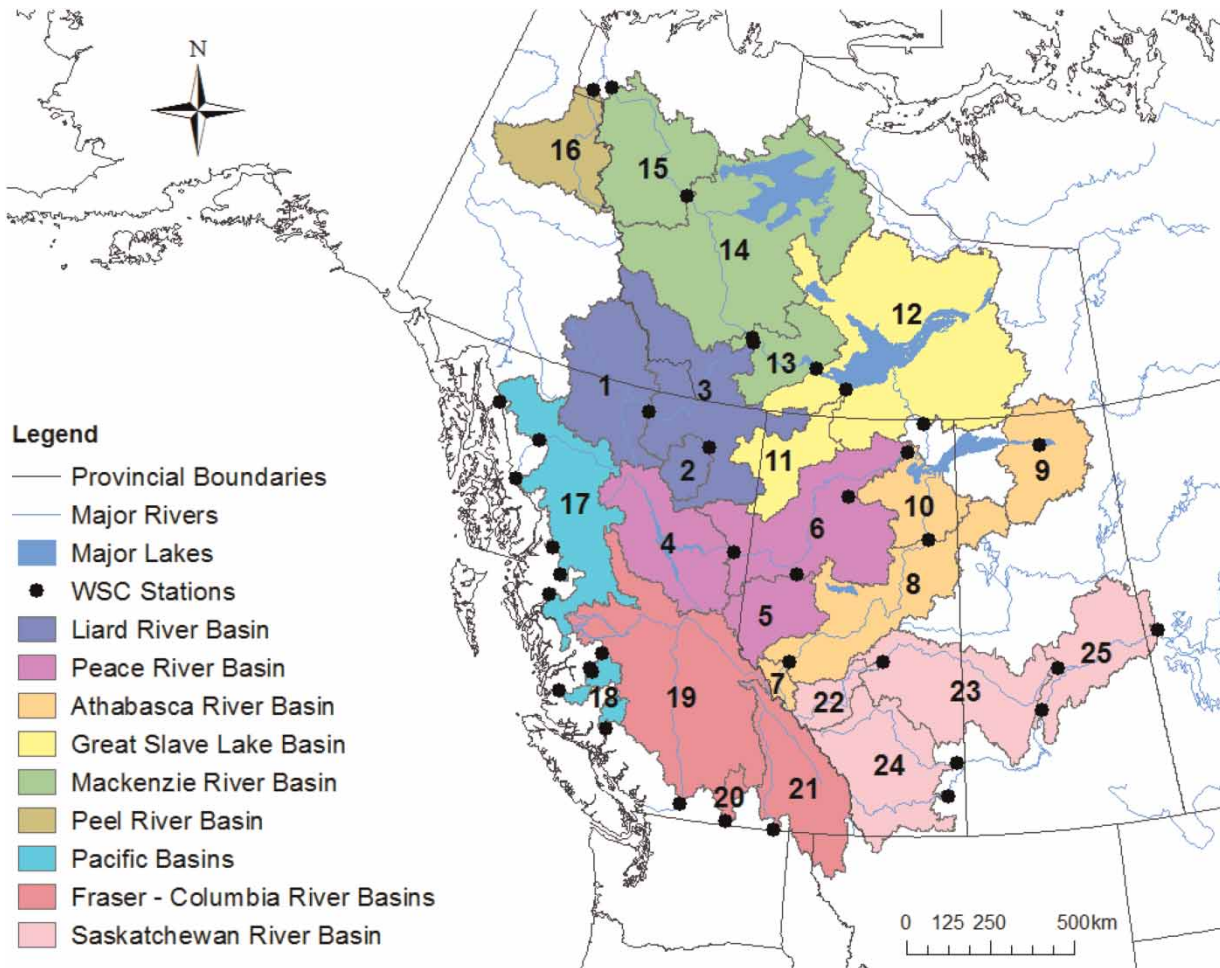 N
16
15
14
12
13
1
3
2
11
9
17
4
6
10
8
5
7
22
23
25
18
19
24
20
21
Legend
Provincial Boundaries
Major Rivers
Major Lakes
WSC Stations
Liard River Basin
Peace River Basin
Athabasca River Basin
Great Slave Lake Basin
Mackenzie River Basin
Peel River Basin
Pacific Basins
Fraser - Columbia River Basins
Saskatchewan River Basin
0 125 250 500km